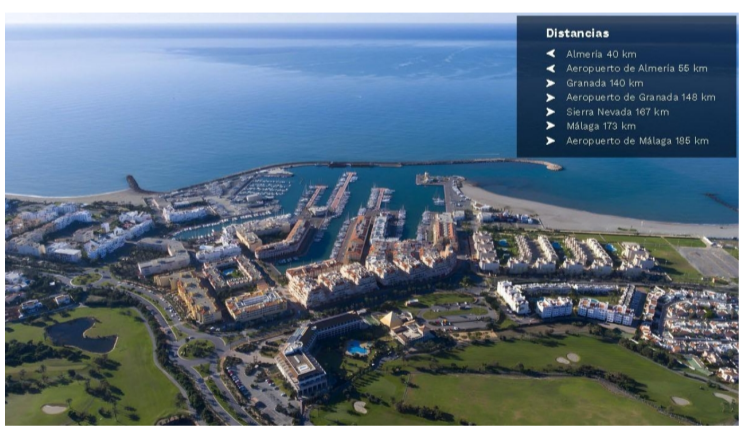 Distancias
Almería 40 km
Aeropuerto de Almería 55 km
Granada 140 km
Aeropuerto de Granada 148 km
Sierra Nevada 167 km
Málaga 173 km
Aeropuerto de Málaga 185 km